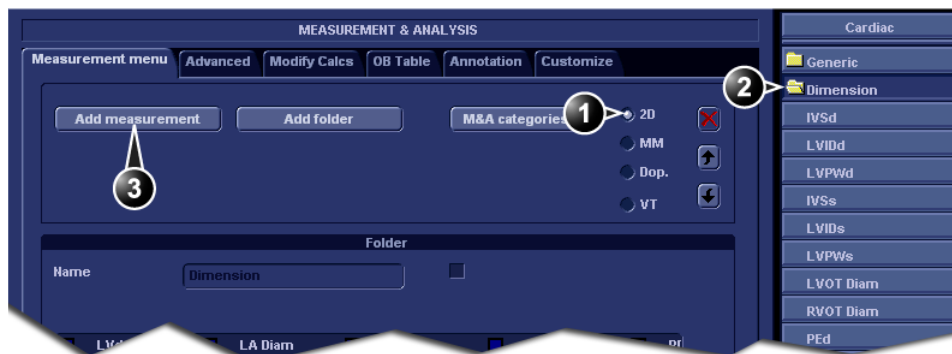 MEASUREMENT & ANALYSIS
Measurement menu Advanced Modify Calcs OB Table Annotation Customize
Add measurement Add folder M&A categories 1 2D
MM
Dop.
VT
3
Folder
Name Dimension
LA Diam
Cardiac
Generic
2 Dimension
IVSd
LVIDd
LVPWd
IVSs
LVIDs
LVPWs
LVOT Diam
RVOT Diam
PEd